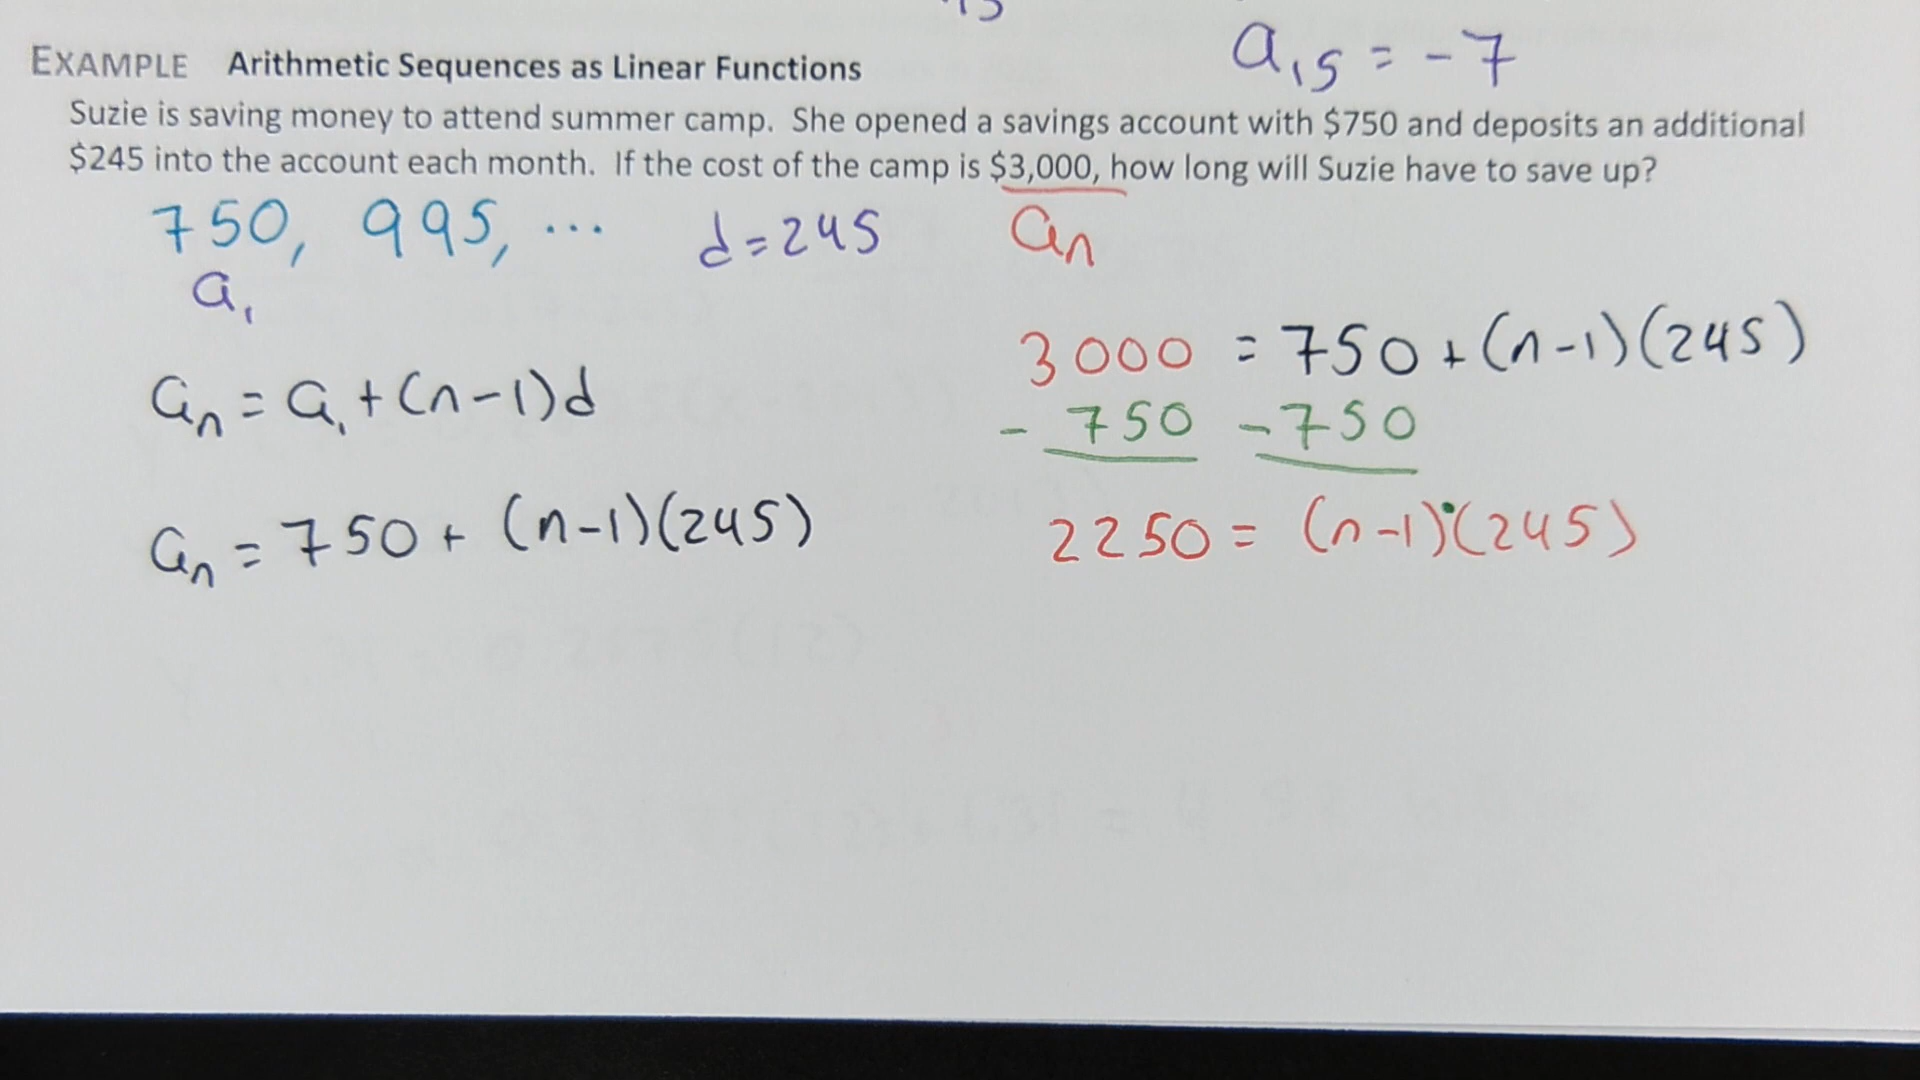 a₁₅ = -7
EXAMPLE Arithmetic Sequences as Linear Functions
Suzie is saving money to attend summer camp. She opened a savings account with $750 and deposits an additional
$245 into the account each month. If the cost of the camp is $3,000, how long will Suzie have to save up?
750, 995, ... d=245 aₙ
a₁
3000 = 750 + (n-1)(245)
aₙ = a₁ + (n-1)d
- 750 -750
aₙ = 750 + (n-1)(245)
2250 = (n-1)·(245)